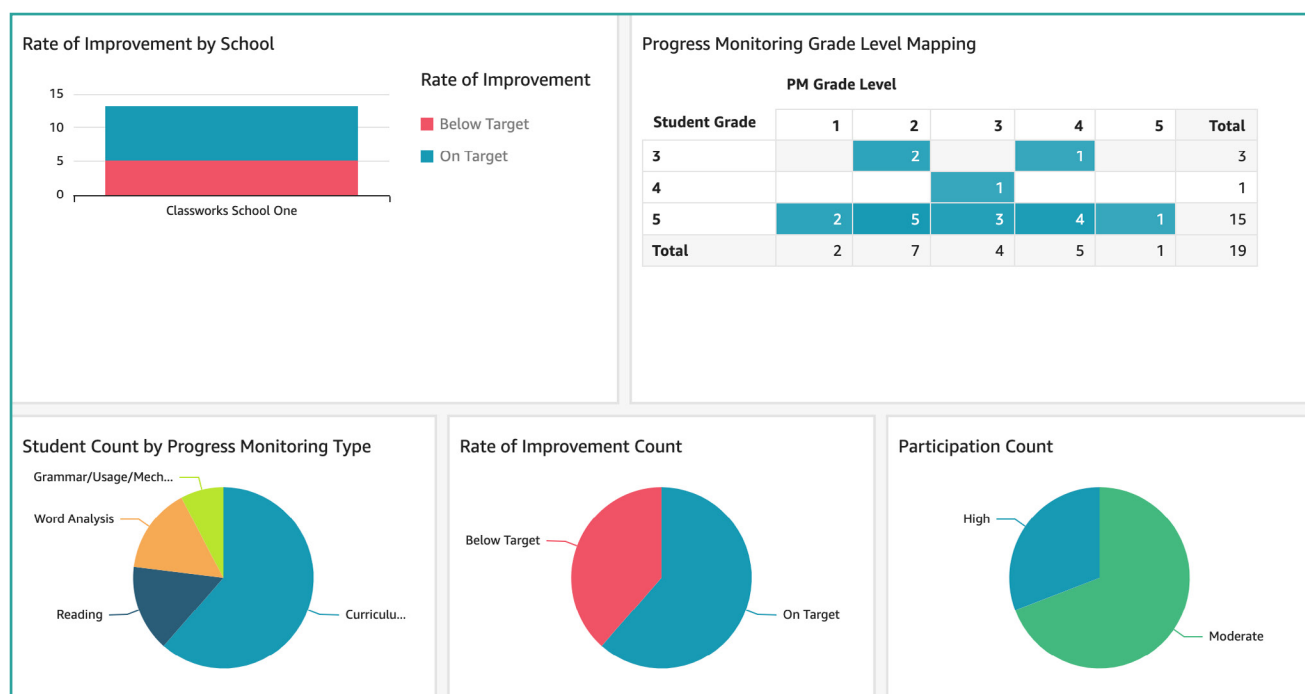 Rate of Improvement by School
Rate of Improvement
15
10
5
0
Below Target
On Target
Classworks School One
Progress Monitoring Grade Level Mapping
PM Grade Level
Student Grade 1 2 3 4 5 Total
3 2 1 3
4 1 1
5 2 5 3 4 1 15
Total 2 7 4 5 1 19
Student Count by Progress Monitoring Type
Grammar/Usage/Mech...
Word Analysis
Reading
Curriculu...
Rate of Improvement Count
Below Target
On Target
Participation Count
High
Moderate